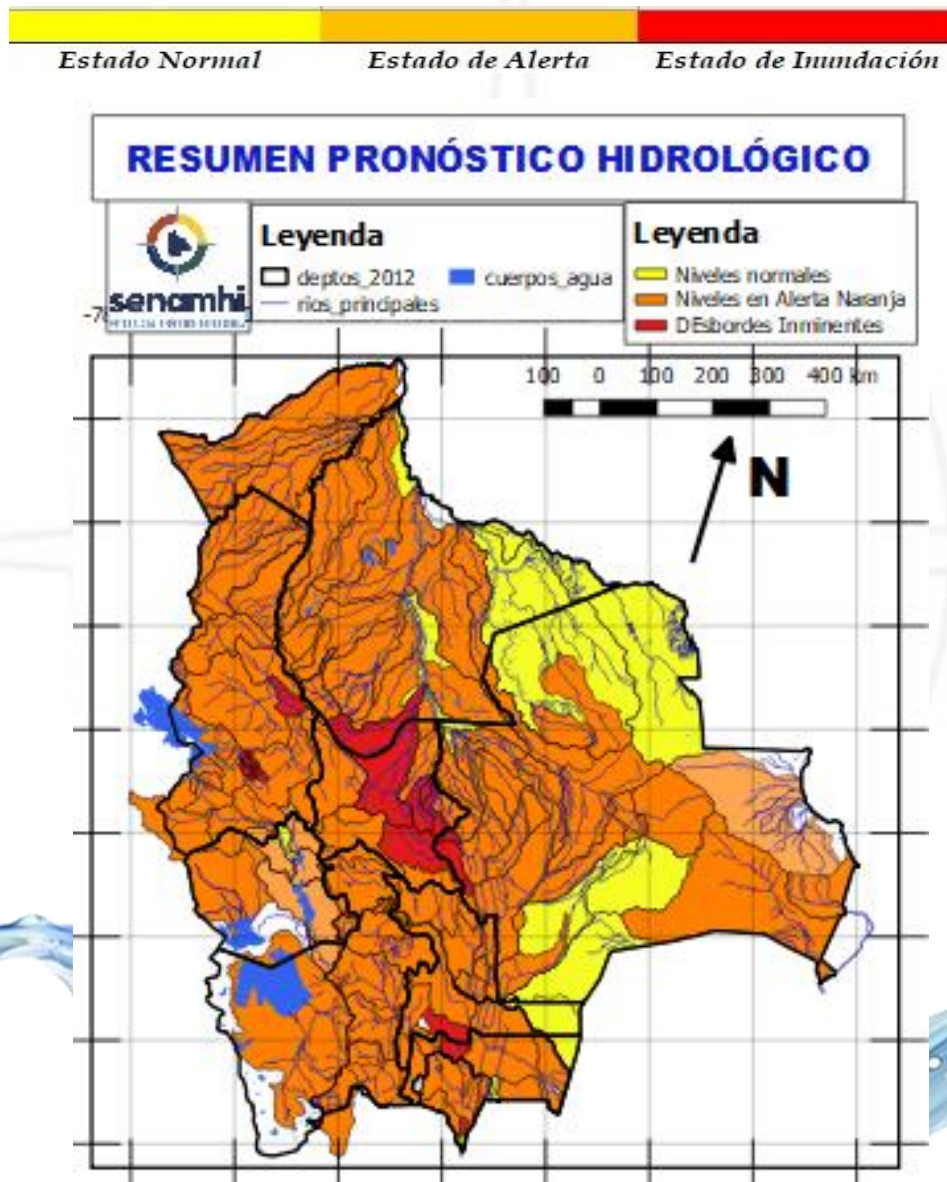 Estado Normal Estado de Alerta Estado de Inundación
RESUMEN PRONÓSTICO HIDROLÓGICO
senamhi
Leyenda
deptos_2012 cuerpos_agua
rios_principales
Leyenda
Niveles normales
Niveles en Alerta Naranja
DEsbordes Inminentes
100 0 100 200 300 400 km
N